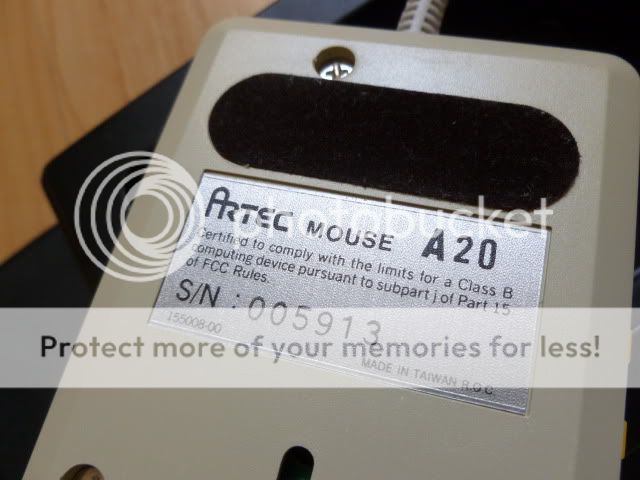 ARTEC MOUSE A20
Certified to comply with the limits for a Class B
computing device pursuant to subpart j of Part 15
of FCC Rules.
S/N : 005913
155008-00
MADE IN TAIWAN R.O.C.
photobucket
Protect more of your memories for less!